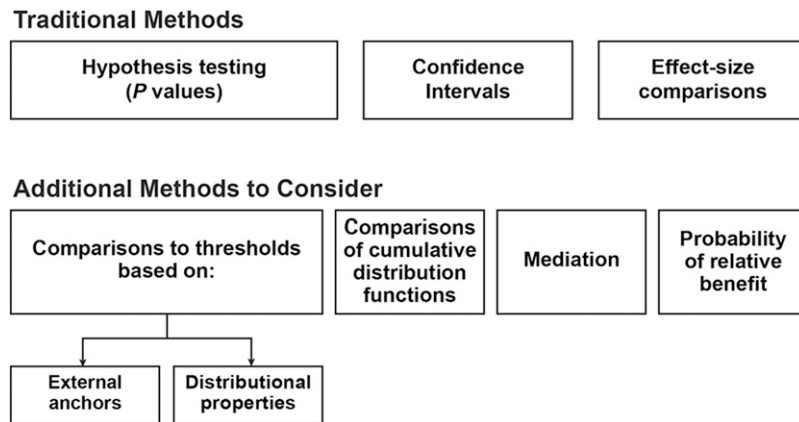 Traditional Methods
Hypothesis testing
(P values)
Confidence
Intervals
Effect-size
comparisons
Additional Methods to Consider
Comparisons to thresholds
based on:
Comparisons
of cumulative
distribution
functions
Mediation
Probability
of relative
benefit
External
anchors
Distributional
properties